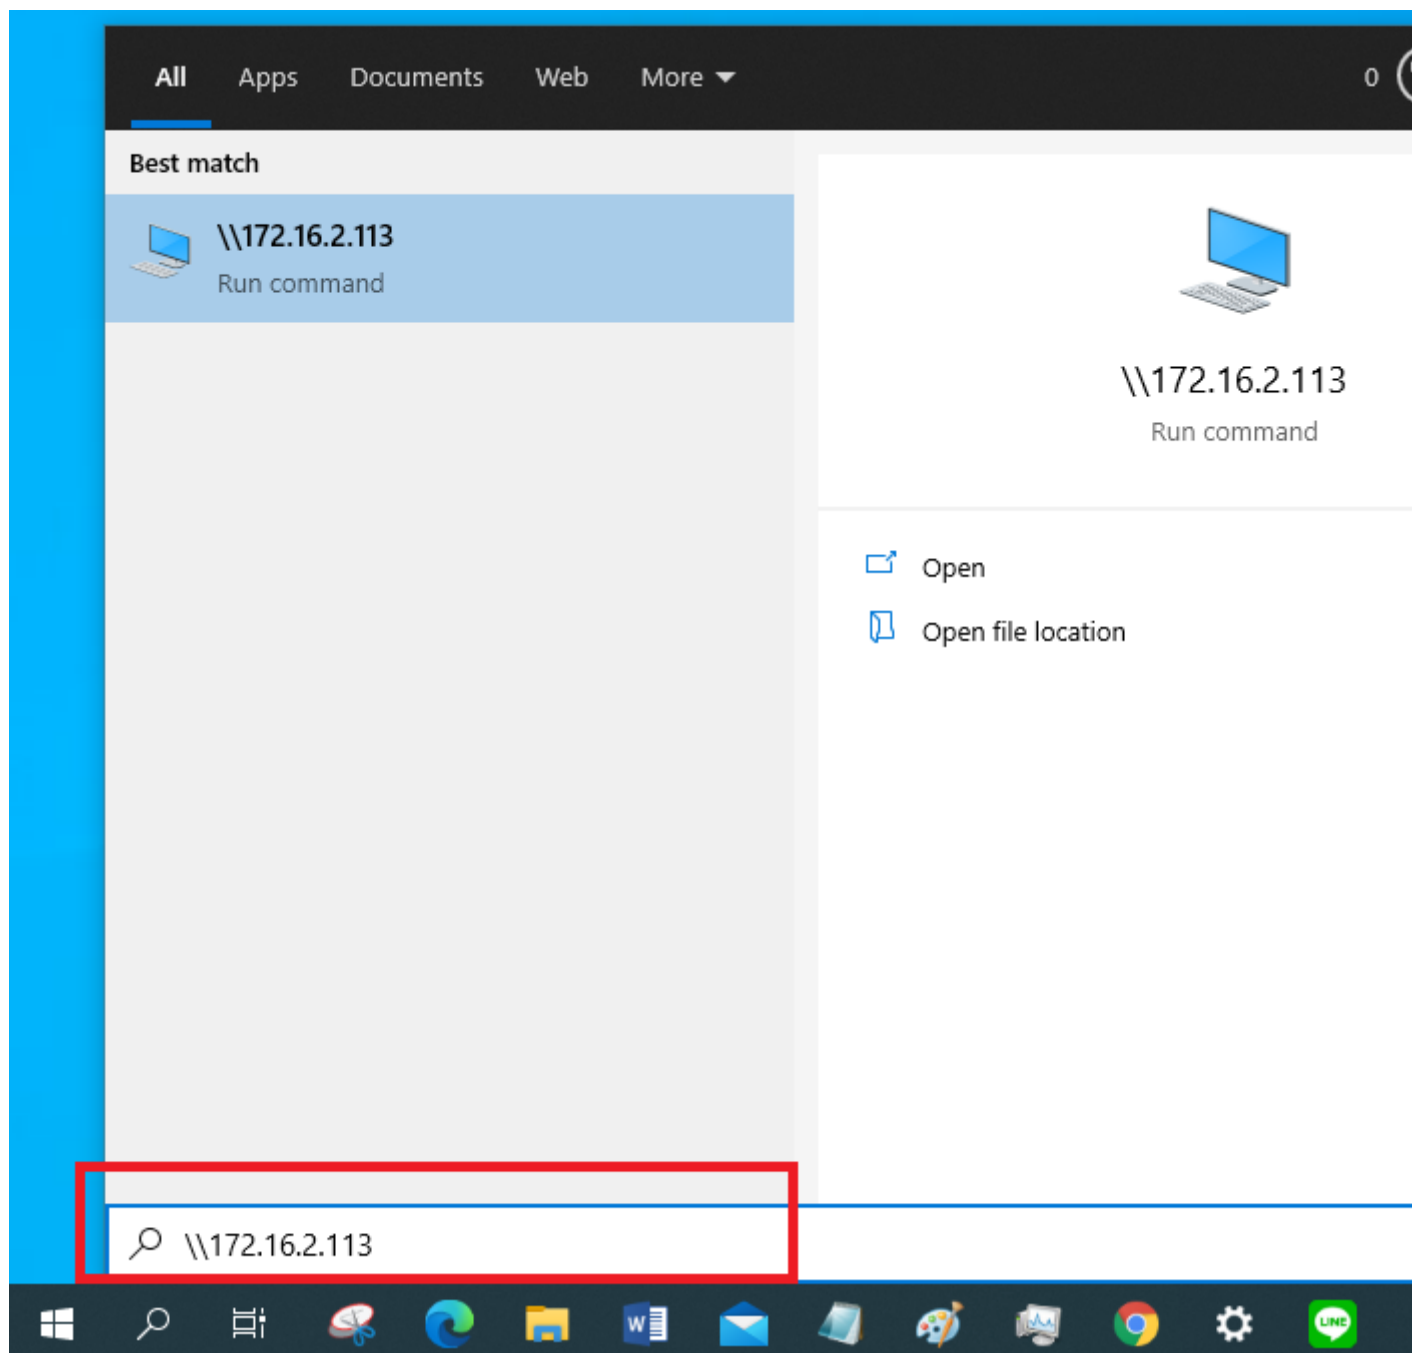 All Apps Documents Web More 0
Best match
\\172.16.2.113
Run command
\\172.16.2.113
Run command
Open
Open file location
\\172.16.2.113
W
LINE